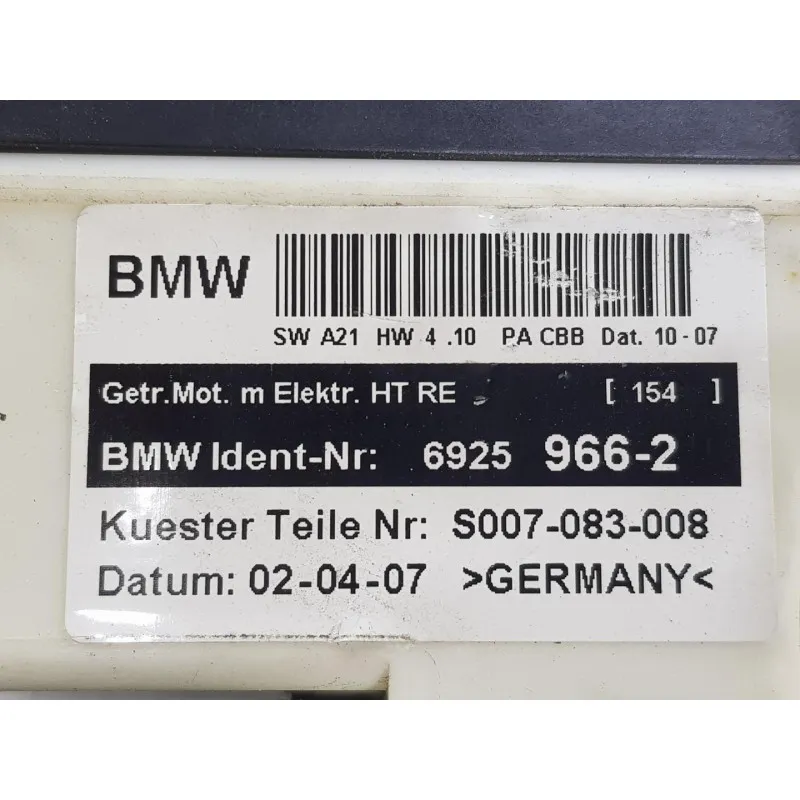 BMW
SW A21 HW 4 .10 PA CBB Dat. 10-07
Getr.Mot. m Elektr. HT RE [ 154 ]
BMW Ident-Nr: 6925 966-2
Kuester Teile Nr: S007-083-008
Datum: 02-04-07 >GERMANY<